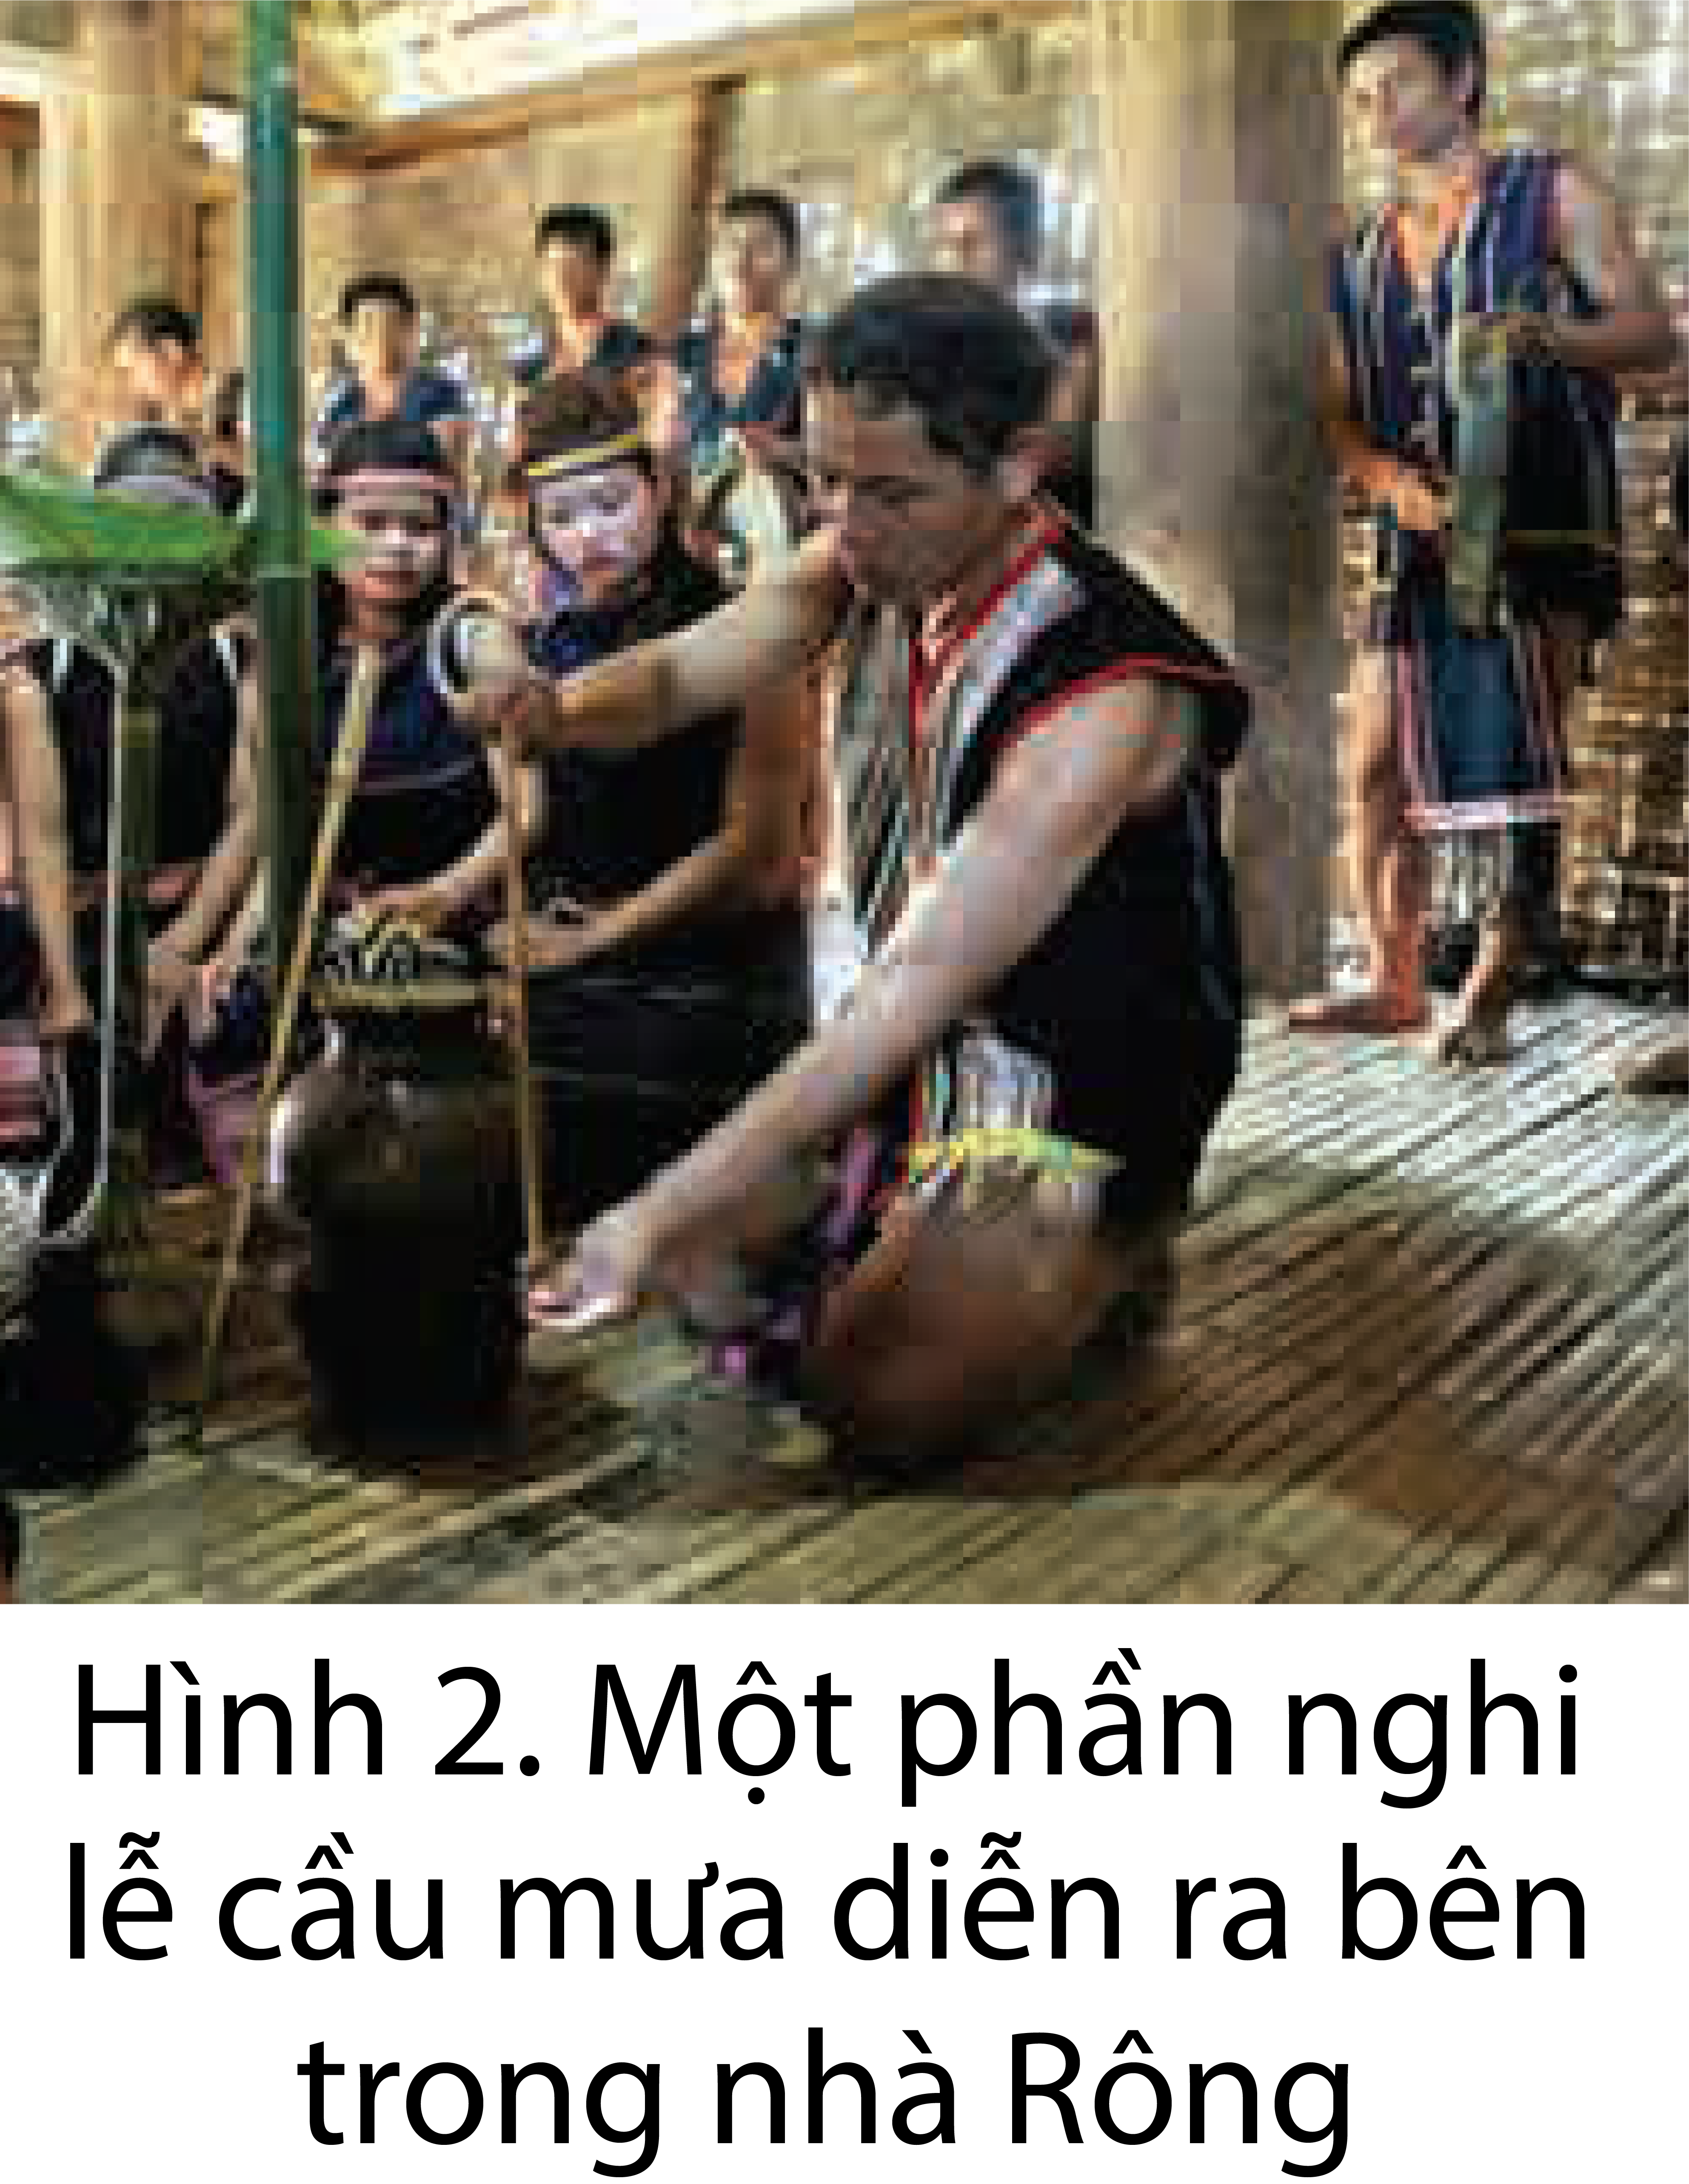 Hình 2. Một phần nghi
lễ cầu mưa diễn ra bên
trong nhà Rông